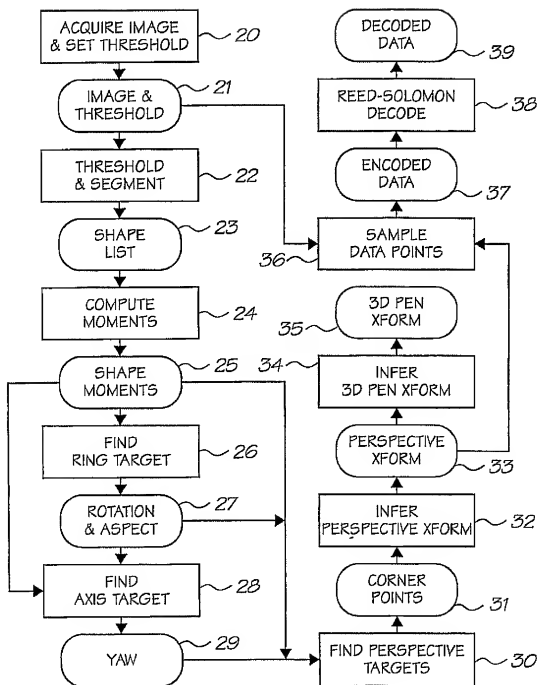 ACQUIRE IMAGE
& SET THRESHOLD
20
IMAGE &
THRESHOLD
21
THRESHOLD
& SEGMENT
22
SHAPE
LIST
23
COMPUTE
MOMENTS
24
SHAPE
MOMENTS
25
FIND
RING TARGET
26
ROTATION
& ASPECT
27
FIND
AXIS TARGET
28
YAW
29
DECODED
DATA
39
REED-SOLOMON
DECODE
38
ENCODED
DATA
37
SAMPLE
DATA POINTS
36
3D PEN
XFORM
35
INFER
3D PEN XFORM
34
PERSPECTIVE
XFORM
33
INFER
PERSPECTIVE XFORM
32
CORNER
POINTS
31
FIND PERSPECTIVE
TARGETS
30